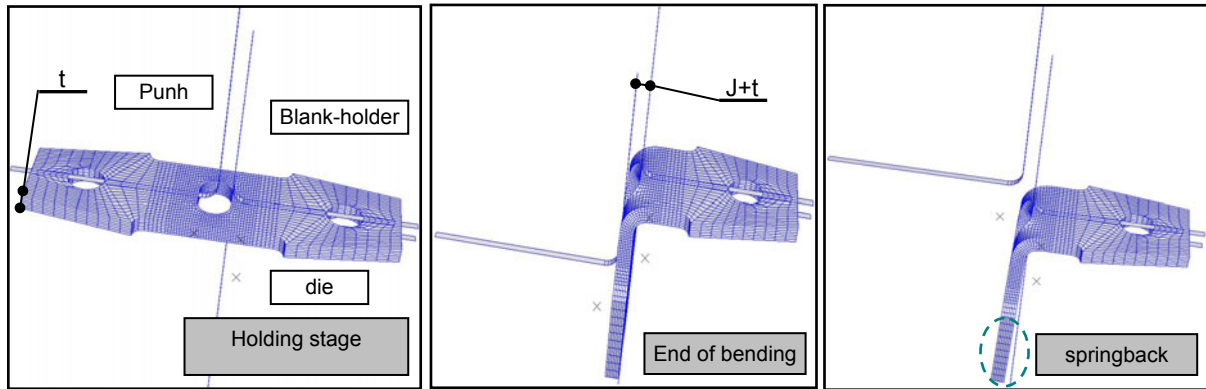 t
Punh
Blank-holder
die
Holding stage
J+t
End of bending
springback